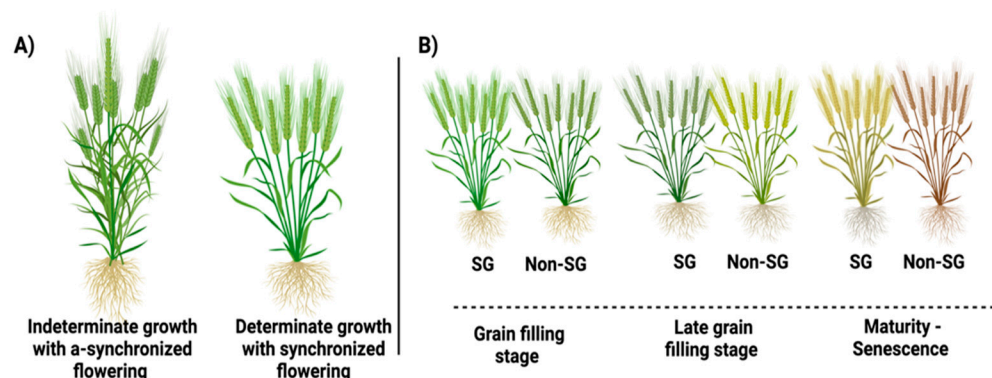 A)
Indeterminate growth
with a-synchronized
flowering
Determinate growth
with synchronized
flowering
B)
SG
Non-SG
SG
Non-SG
SG
Non-SG
Grain filling
stage
Late grain
filling stage
Maturity -
Senescence